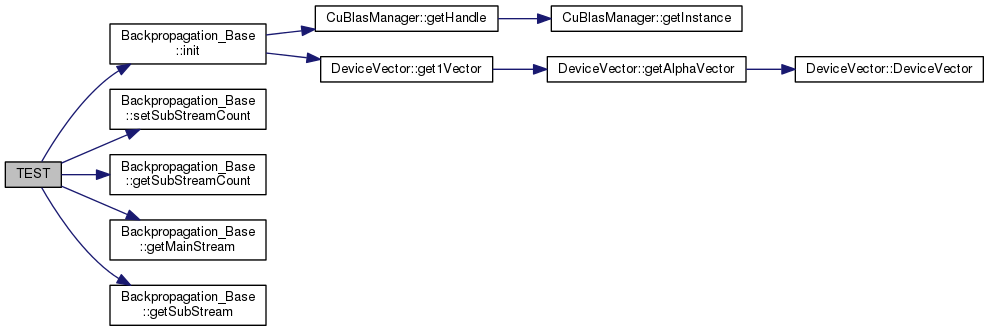 TEST
Backpropagation_Base
::init
Backpropagation_Base
::setSubStreamCount
Backpropagation_Base
::getSubStreamCount
Backpropagation_Base
::getMainStream
Backpropagation_Base
::getSubStream
CuBlasManager::getHandle
CuBlasManager::getInstance
DeviceVector::get1Vector
DeviceVector::getAlphaVector
DeviceVector::DeviceVector